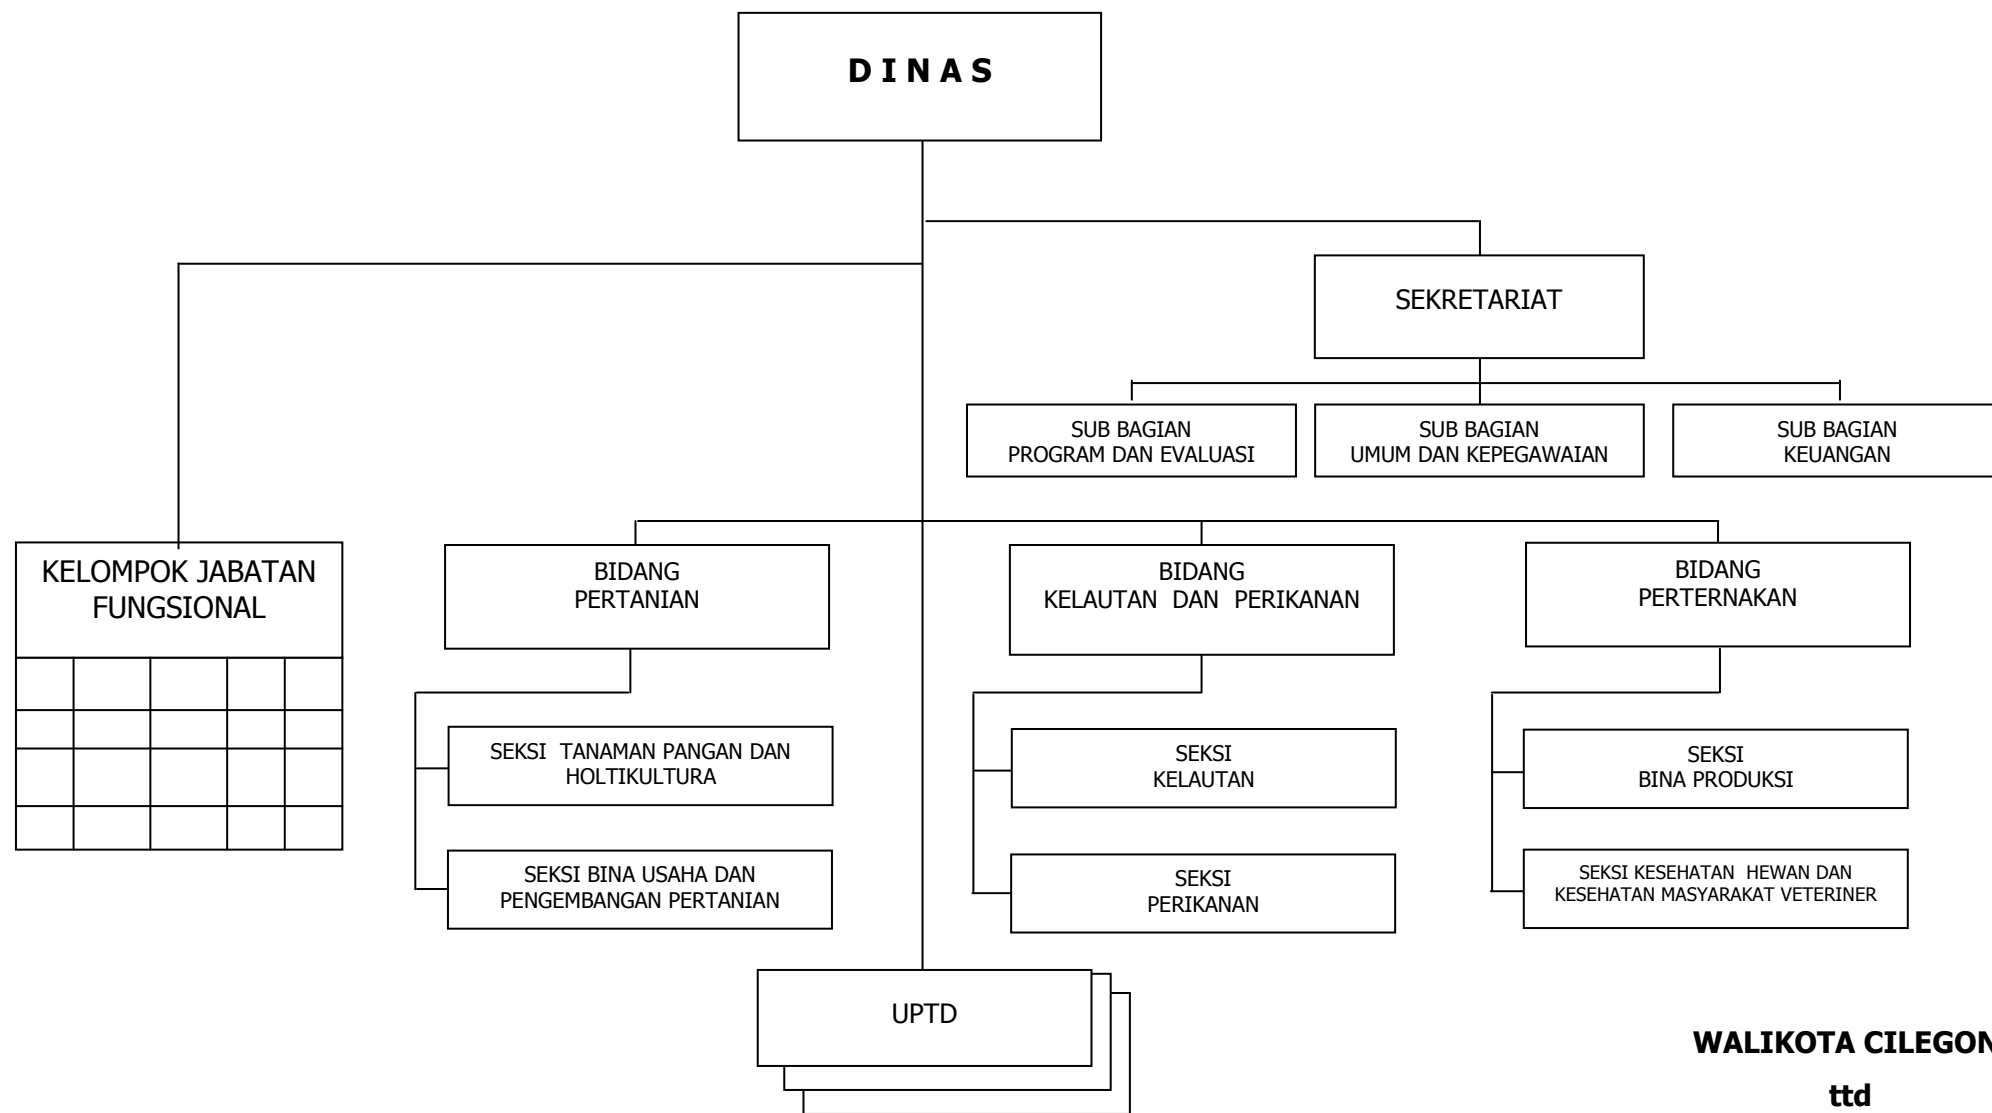 D I N A S
SEKRETARIAT
SUB BAGIAN
PROGRAM DAN EVALUASI
SUB BAGIAN
UMUM DAN KEPEGAWAIAN
SUB BAGIAN
KEUANGAN
KELOMPOK JABATAN
FUNGSIONAL
BIDANG
PERTANIAN
BIDANG
KELAUTAN DAN PERIKANAN
BIDANG
PERTERNAKAN
SEKSI TANAMAN PANGAN DAN
HOLTIKULTURA
SEKSI
KELAUTAN
SEKSI
BINA PRODUKSI
SEKSI BINA USAHA DAN
PENGEMBANGAN PERTANIAN
SEKSI
PERIKANAN
SEKSI KESEHATAN HEWAN DAN
KESEHATAN MASYARAKAT VETERINER
UPTD
WALIKOTA CILEGON
ttd